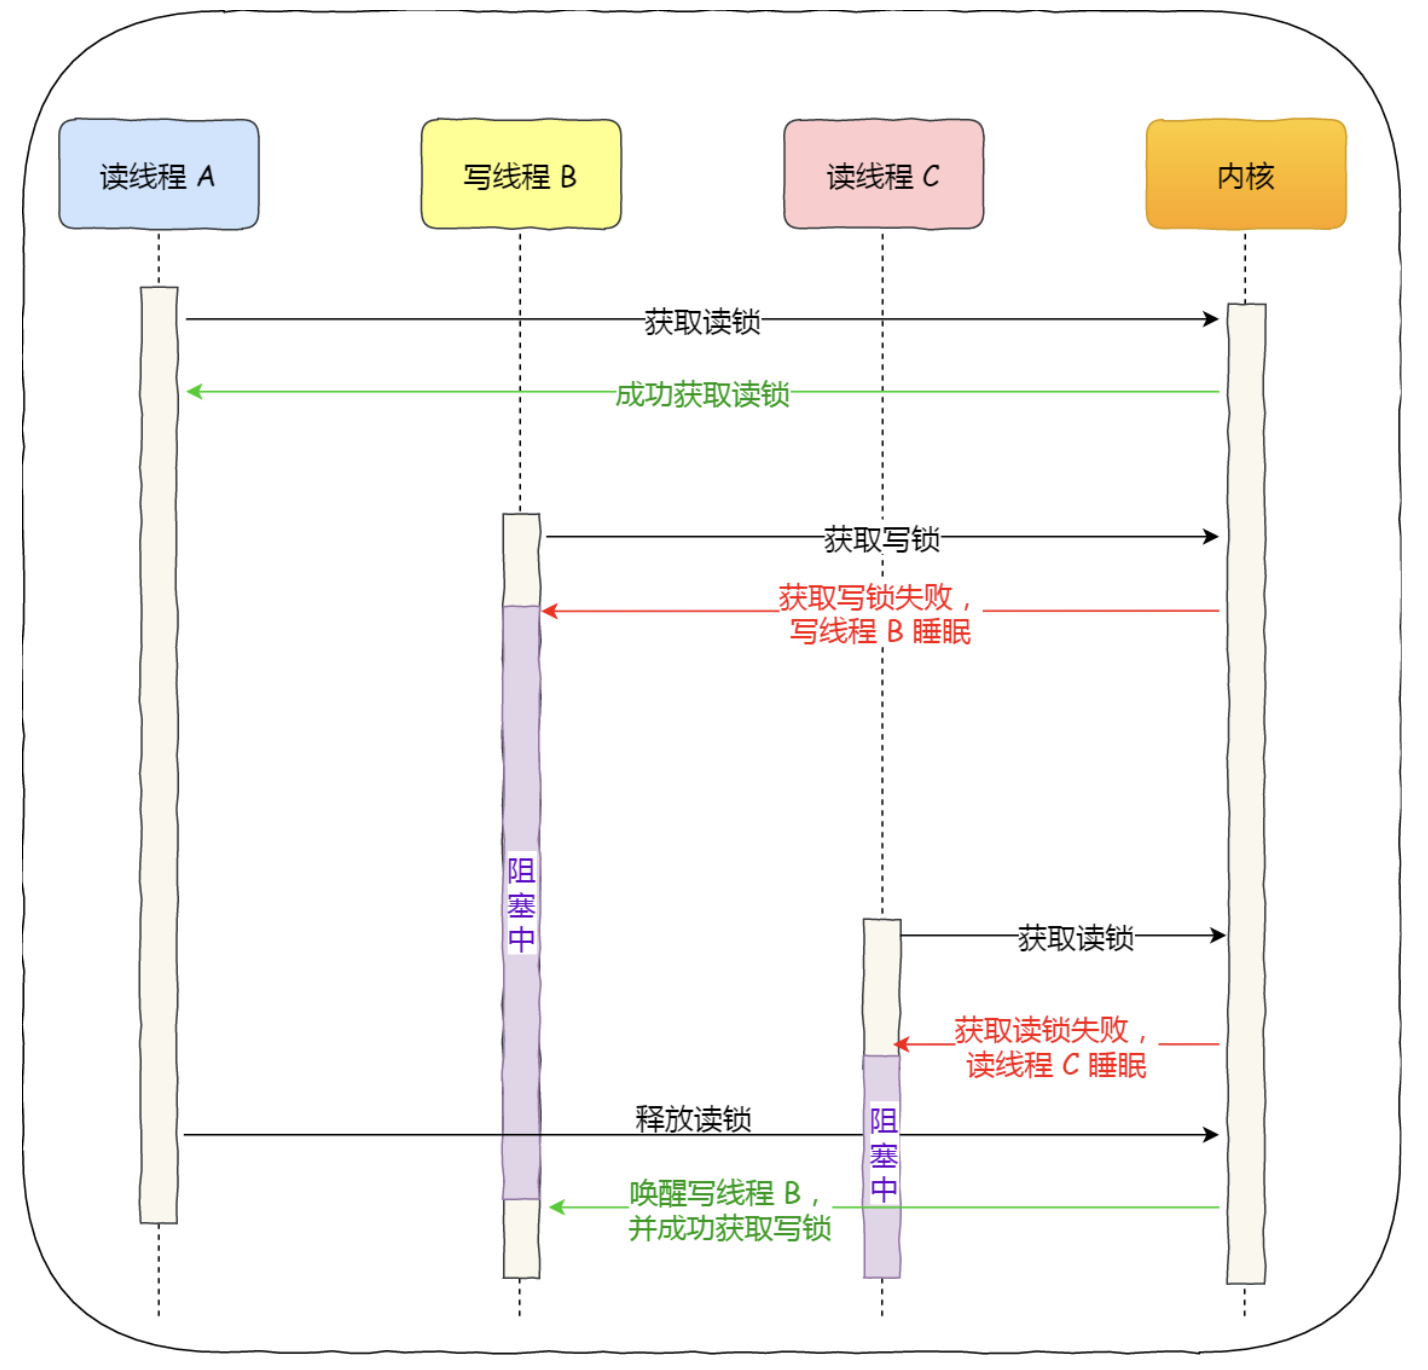 读线程 A
写线程 B
读线程 C
内核
获取读锁
成功获取读锁
获取写锁
获取写锁失败，
写线程 B 睡眠
阻
塞
中
获取读锁
获取读锁失败，
读线程 C 睡眠
释放读锁
阻
塞
中
唤醒写线程 B，
并成功获取写锁